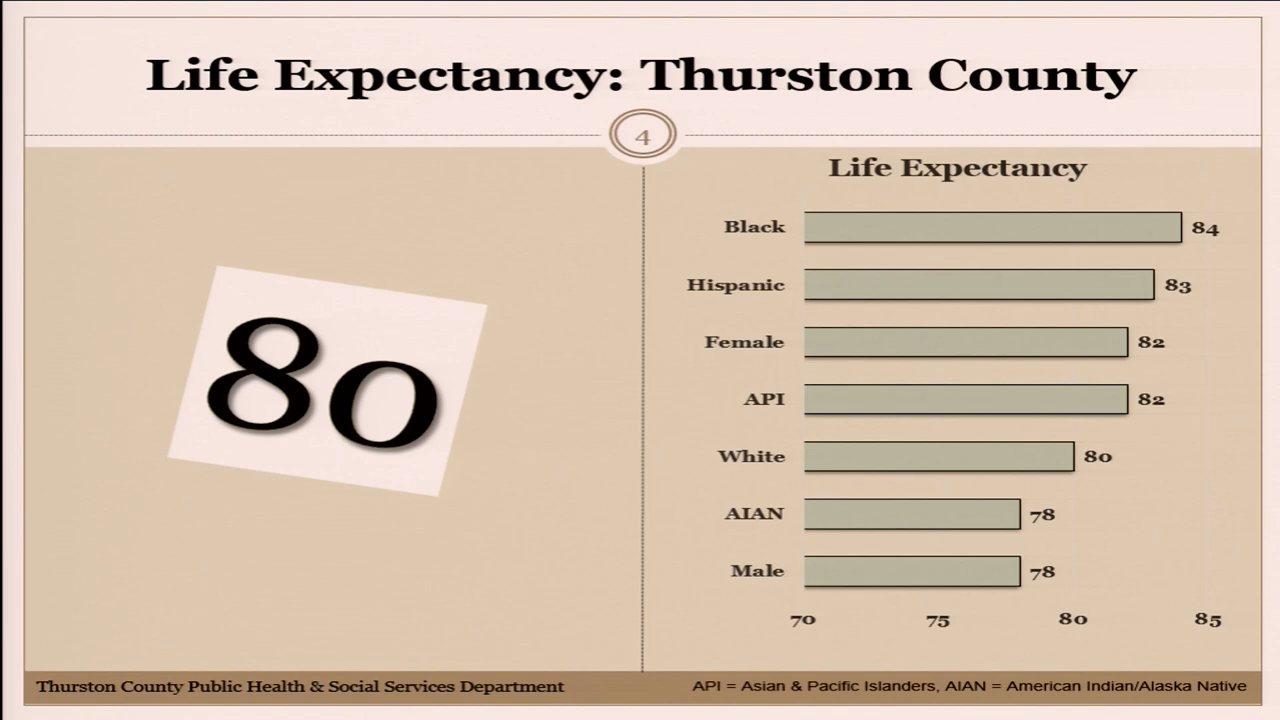 Life Expectancy: Thurston County
4
80
Life Expectancy
Black 84
Hispanic 83
Female 82
API 82
White 80
AIAN 78
Male 78
70 75 80 85
Thurston County Public Health & Social Services Department
API = Asian & Pacific Islanders, AIAN = American Indian/Alaska Native